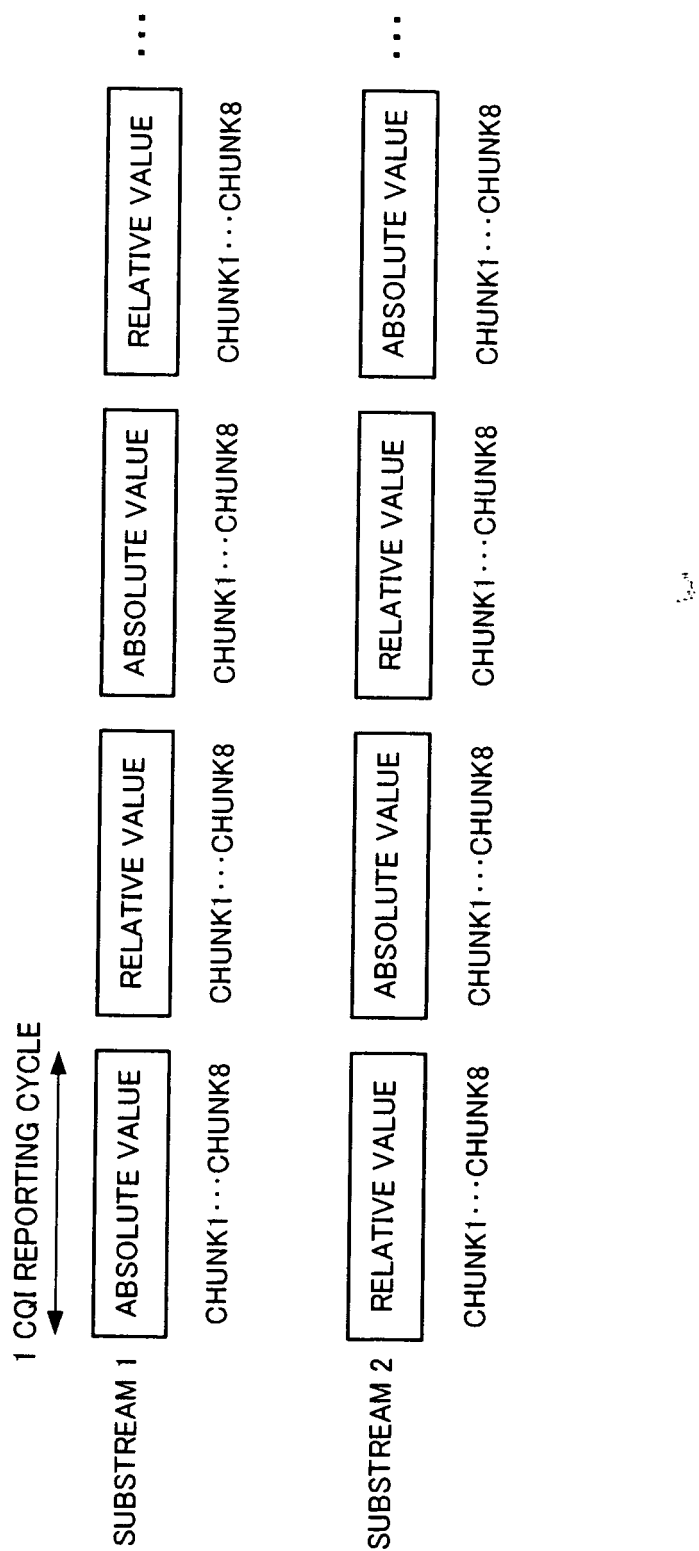 1 CQI REPORTING CYCLE
SUBSTREAM 1 ABSOLUTE VALUE RELATIVE VALUE ABSOLUTE VALUE RELATIVE VALUE ...
CHUNK1···CHUNK8 CHUNK1···CHUNK8 CHUNK1···CHUNK8 CHUNK1···CHUNK8
SUBSTREAM 2 RELATIVE VALUE ABSOLUTE VALUE RELATIVE VALUE ABSOLUTE VALUE ...
CHUNK1···CHUNK8 CHUNK1···CHUNK8 CHUNK1···CHUNK8 CHUNK1···CHUNK8